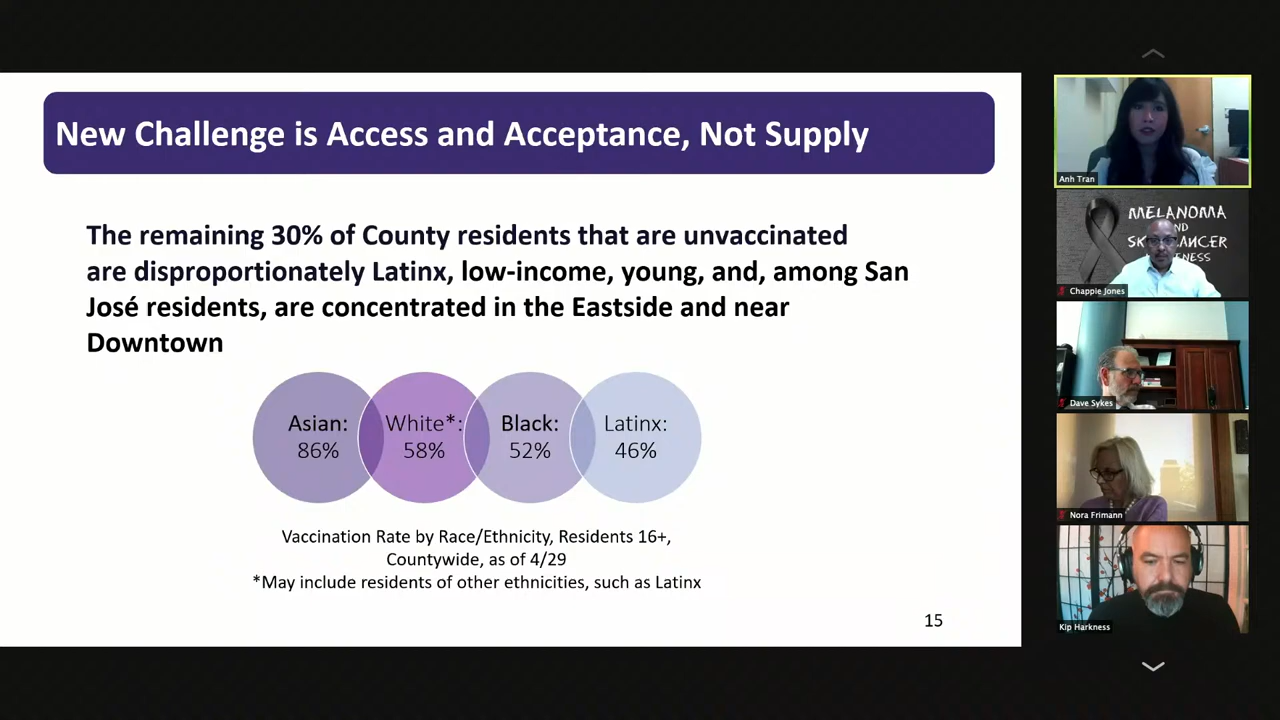 New Challenge is Access and Acceptance, Not Supply
The remaining 30% of County residents that are unvaccinated
are disproportionately Latinx, low-income, young, and, among San
José residents, are concentrated in the Eastside and near
Downtown
Asian:
86%
White*:
58%
Black:
52%
Latinx:
46%
Vaccination Rate by Race/Ethnicity, Residents 16+,
Countywide, as of 4/29
*May include residents of other ethnicities, such as Latinx
15
Anh Tran
MELANOMA
AND
SK CANCER
ENESS
Chappie Jones
Dave Sykes
Nora Frimann
Kip Harkness